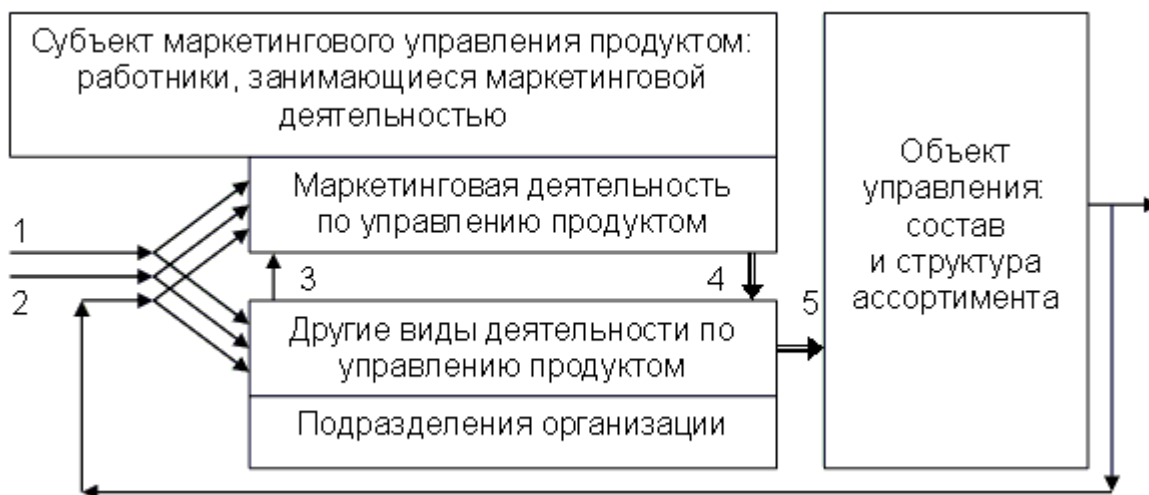 Субъект маркетингового управления продуктом:
работники, занимающиеся маркетинговой
деятельностью
Маркетинговая деятельность
по управлению продуктом
1
2
3
4
5
Другие виды деятельности по
управлению продуктом
Подразделения организации
Объект
управления:
состав
и структура
ассортимента